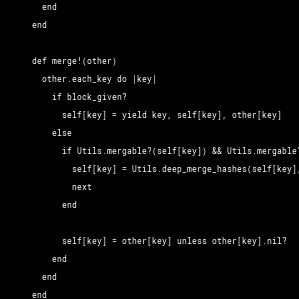 end
end
def merge!(other)
other.each_key do |key|
if block_given?
self[key] = yield key, self[key], other[key]
else
if Utils.mergable?(self[key]) && Utils.mergable?
self[key] = Utils.deep_merge_hashes(self[key],
next
end
self[key] = other[key] unless other[key].nil?
end
end
end